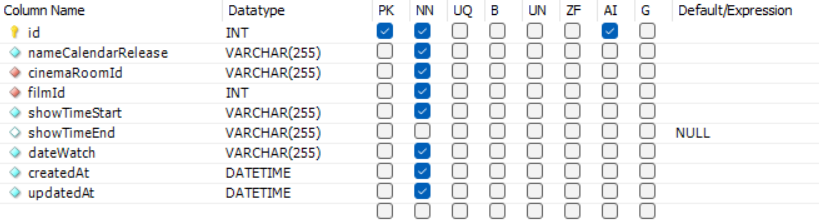 Column Name Datatype PK NN UQ B UN ZF AI G Default/Expression
id INT
nameCalendarRelease VARCHAR(255)
cinemaRoomId VARCHAR(255)
filmId INT
showTimeStart VARCHAR(255)
showTimeEnd VARCHAR(255) NULL
dateWatch VARCHAR(255)
createdAt DATETIME
updatedAt DATETIME